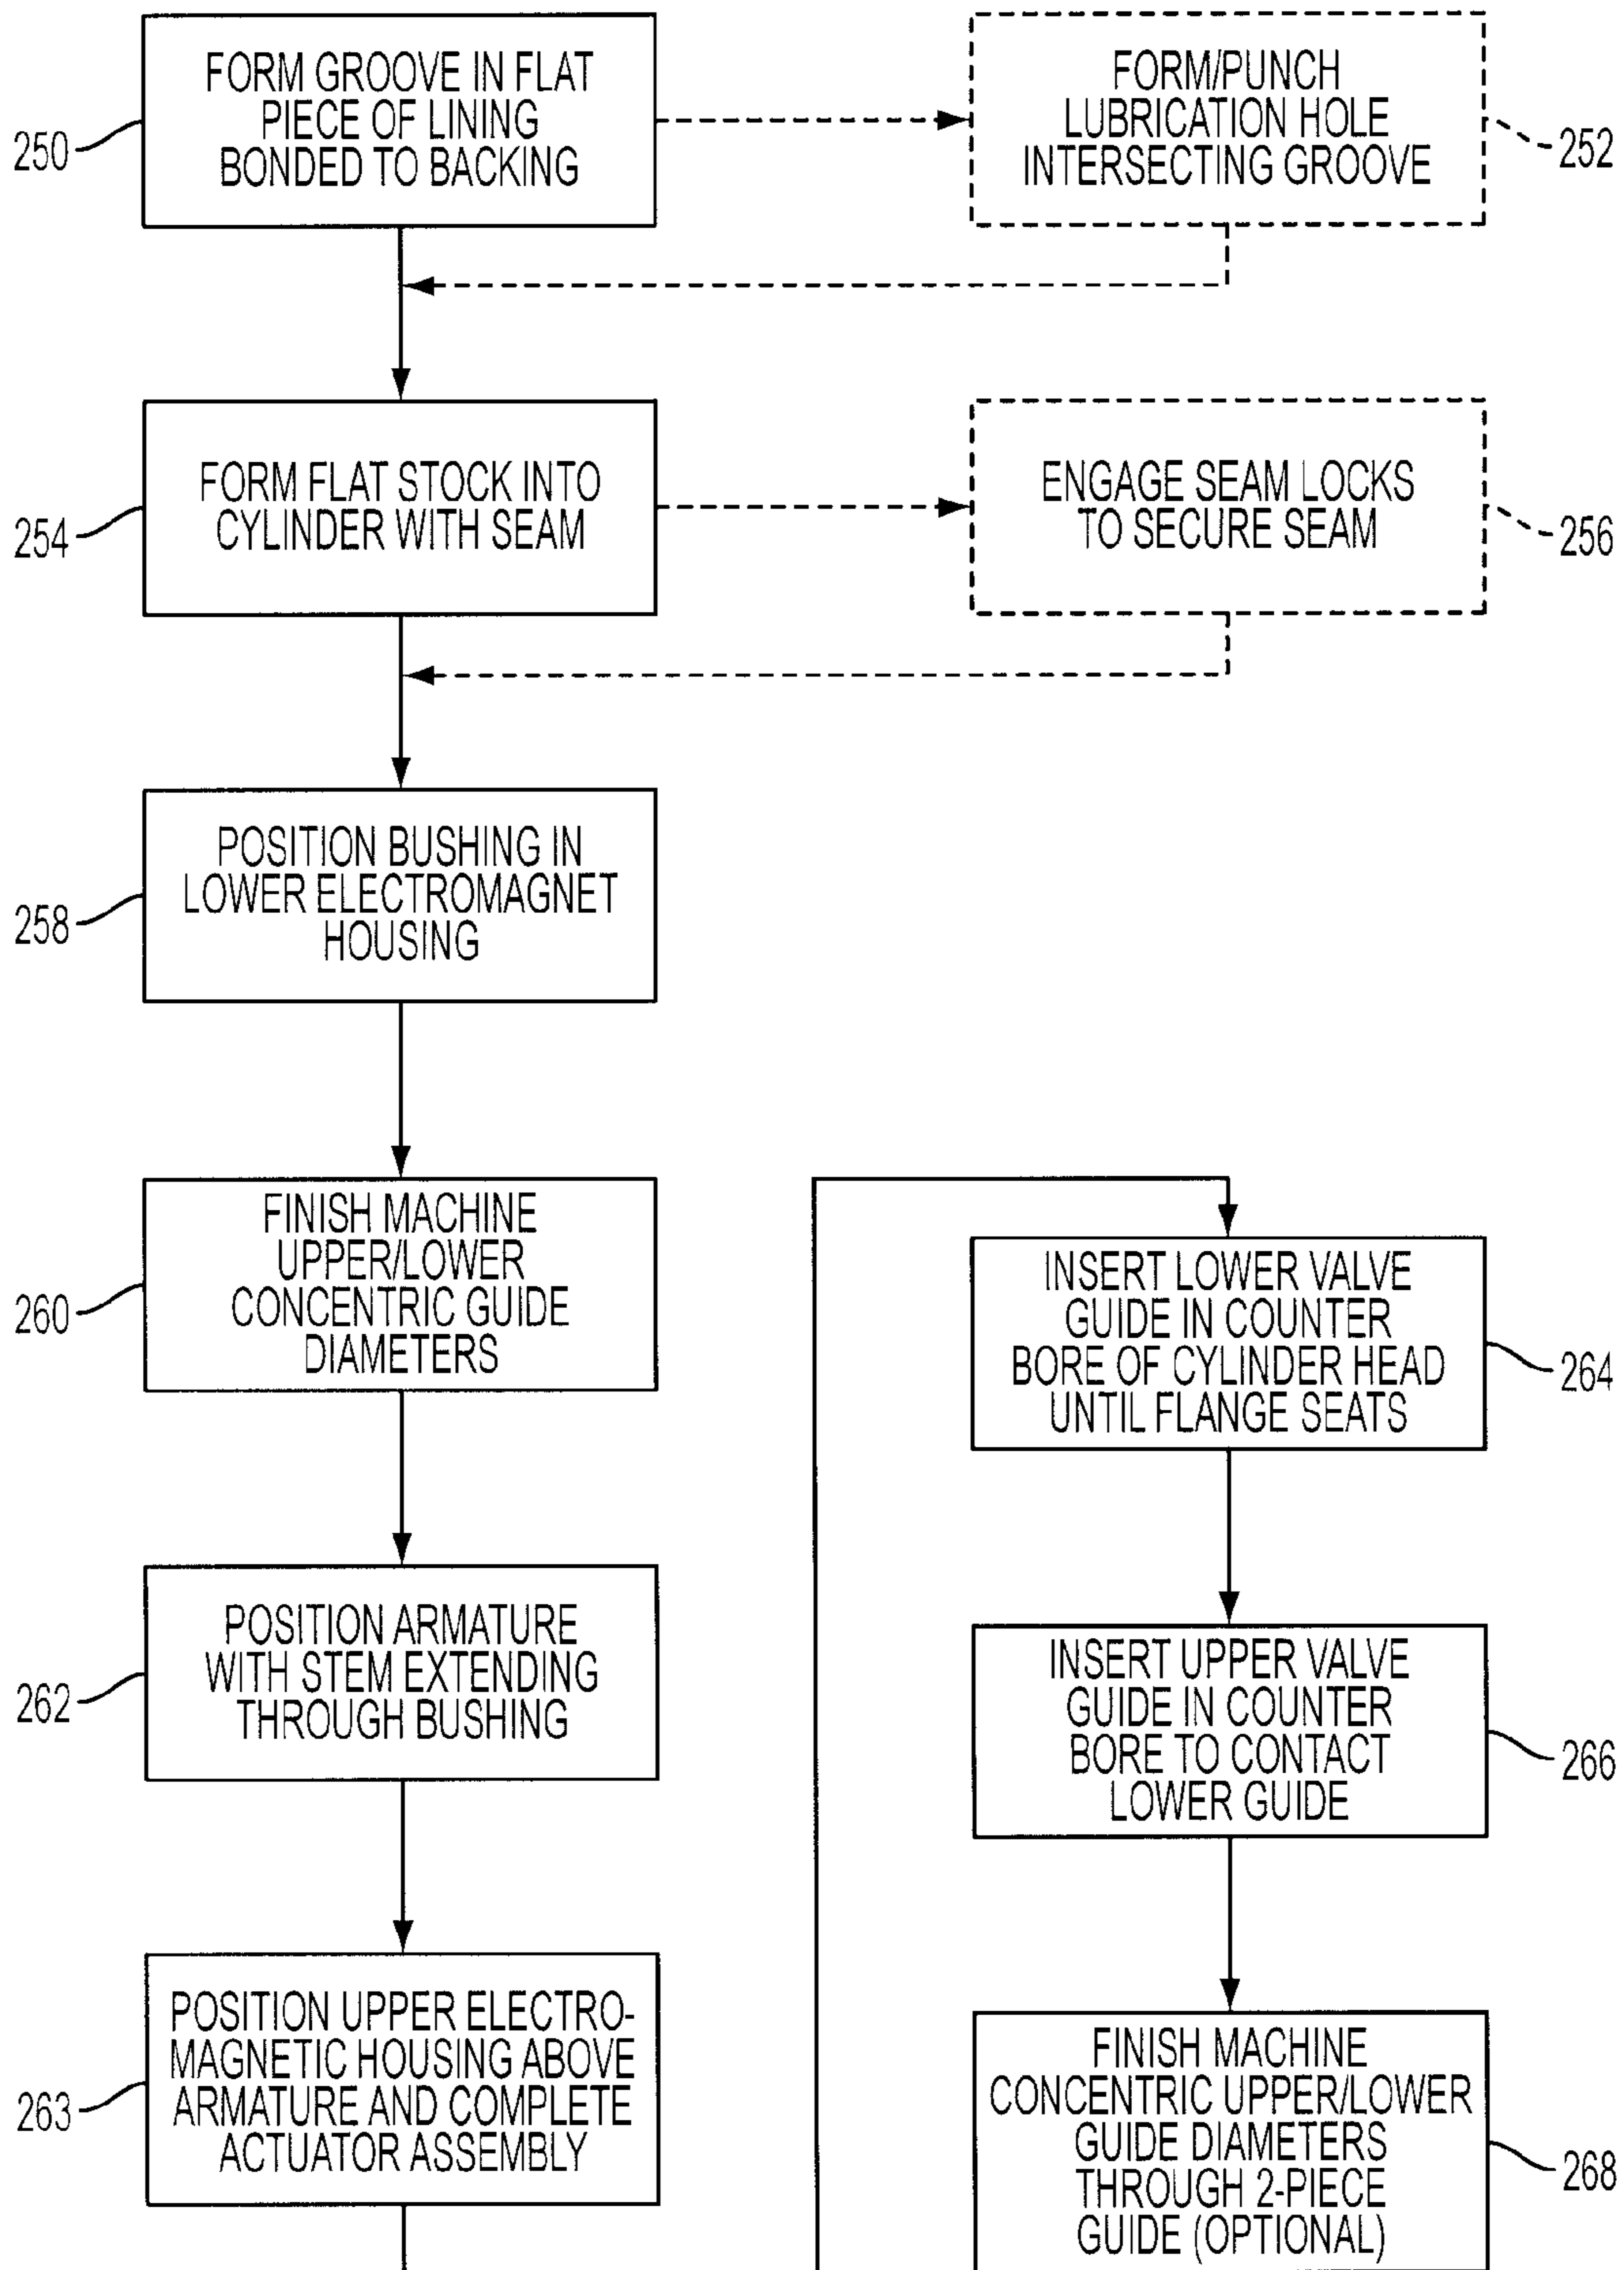 FORM GROOVE IN FLAT
PIECE OF LINING
BONDED TO BACKING
250
FORM/PUNCH
LUBRICATION HOLE
INTERSECTING GROOVE
252
FORM FLAT STOCK INTO
CYLINDER WITH SEAM
254
ENGAGE SEAM LOCKS
TO SECURE SEAM
256
POSITION BUSHING IN
LOWER ELECTROMAGNET
HOUSING
258
FINISH MACHINE
UPPER/LOWER
CONCENTRIC GUIDE
DIAMETERS
260
POSITION ARMATURE
WITH STEM EXTENDING
THROUGH BUSHING
262
POSITION UPPER ELECTRO-
MAGNETIC HOUSING ABOVE
ARMATURE AND COMPLETE
ACTUATOR ASSEMBLY
263
INSERT LOWER VALVE
GUIDE IN COUNTER
BORE OF CYLINDER HEAD
UNTIL FLANGE SEATS
264
INSERT UPPER VALVE
GUIDE IN COUNTER
BORE TO CONTACT
LOWER GUIDE
266
FINISH MACHINE
CONCENTRIC UPPER/LOWER
GUIDE DIAMETERS
THROUGH 2-PIECE
GUIDE (OPTIONAL)
268